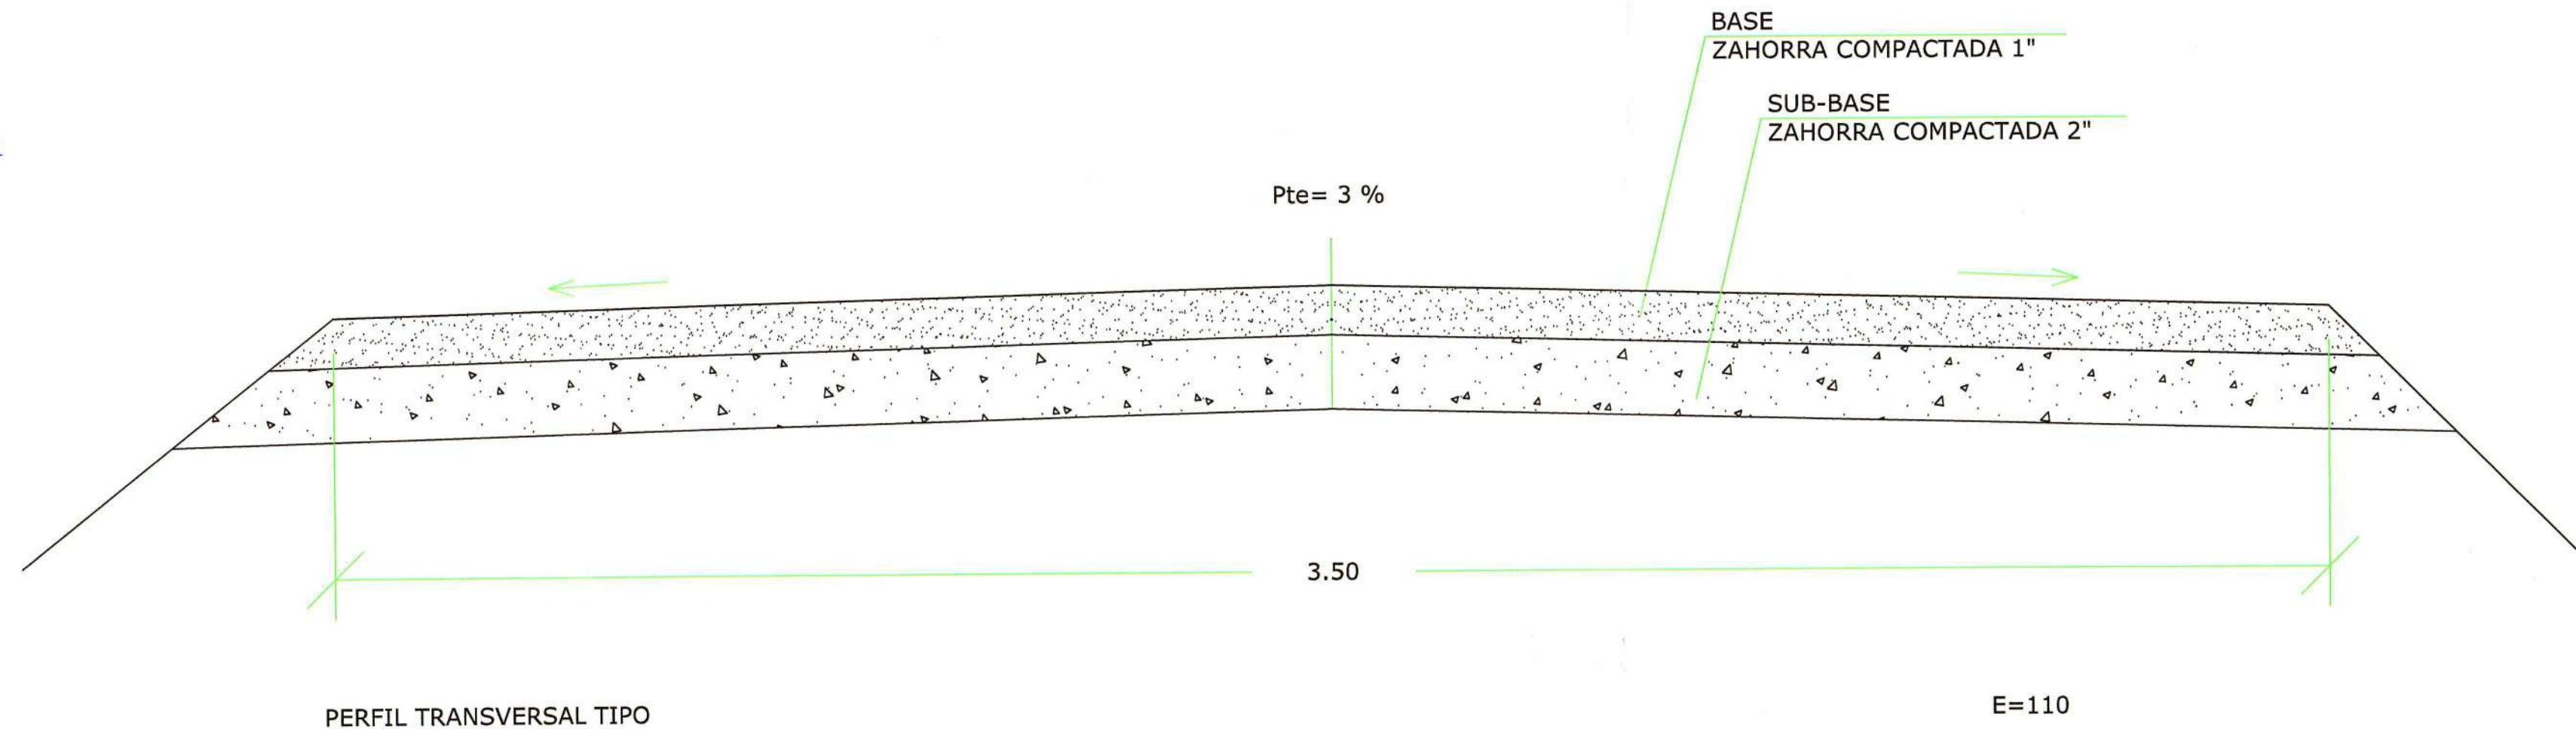 BASE
ZAHORRA COMPACTADA 1"
SUB-BASE
ZAHORRA COMPACTADA 2"
Pte= 3 %
3.50
PERFIL TRANSVERSAL TIPO
E=110